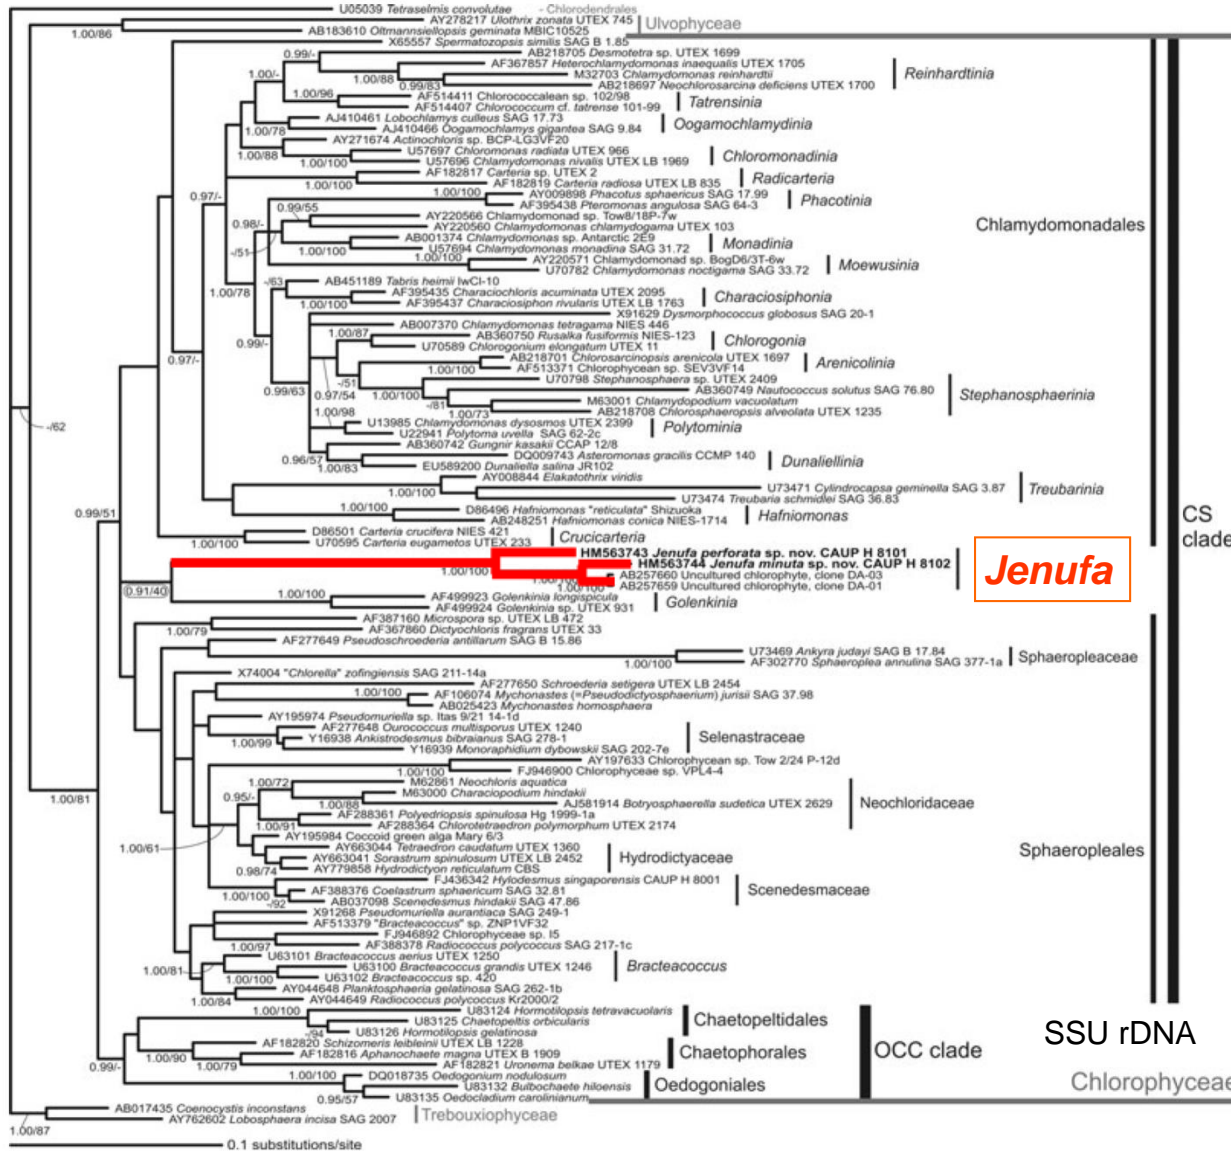 U05039 Tetraselmis convolutae - Chlorodendrales
AY278217 Ulothrix zonata UTEX 745
Ulvophyceae
1.00/86
AB183610 Oltmannsiellopsis geminata MBIC10525
X65557 Spermatozopsis similis SAG B 1.85
0.99/-
AB218705 Desmotetra sp. UTEX 1699
AF367857 Heterochlamydomonas inaequalis UTEX 1705
1.00/-
1.00/88
M32703 Chlamydomonas reinhardtii
Reinhardtinia
0.99/83
AB218697 Neochlorosarcina deficiens UTEX 1700
1.00/96
AF514411 Chlorococcalean sp. 102/98
Tatrensinia
AF514407 Chlorococcum cf. tatrense 101-99
AJ410461 Lobochlamys culleus SAG 17.73
Oogamochlamydinia
1.00/78
AJ410466 Oogamochlamys gigantea SAG 9.84
AY271674 Actinochloris sp. BCP-LG3VF20
1.00/88
U57697 Chloromonas radiata UTEX 966
Chloromonadinia
1.00/100
U57696 Chlamydomonas nivalis UTEX LB 1969
AF182817 Carteria sp. UTEX 2
Radicarteria
1.00/100
AF182819 Carteria radiosa UTEX LB 835
0.97/-
1.00/100
AY009898 Phacotus sphaericus SAG 17.99
Phacotinia
AF395438 Pteromonas angulosa SAG 64-3
0.99/55
AY220566 Chlamydomonad sp. Tow8/18P-7w
0.98/-
AY220560 Chlamydomonas chlamydogama UTEX 103
Chlamydomonadales
-/51
AB001374 Chlamydomonas sp. Antarctic 2E9
Monadinia
1.00/100
U57694 Chlamydomonas monadina SAG 31.72
1.00/100
AY220571 Chlamydomonad sp. BogD6/3T-6w
Moewusinia
U70782 Chlamydomonas noctigama SAG 33.72
1.00/78
-/63
AB451189 Tabris heimii IwCl-10
AF395435 Characiochloris acuminata UTEX 2095
Characiosiphonia
1.00/100
AF395437 Characiosiphon rivularis UTEX LB 1763
X91629 Dysmorphococcus globosus SAG 20-1
AB007370 Chlamydomonas tetragama NIES 446
0.99/-
1.00/87
AB360750 Rusalka fusiformis NIES-123
Chlorogonia
U70589 Chlorogonium elongatum UTEX 11
0.97/-
AB218701 Chlorosarcinopsis arenicola UTEX 1697
Arenicolinia
1.00/100
AF513371 Chlorophycean sp. SEV3VF14
-/51
U70798 Stephanosphaera sp. UTEX 2409
0.99/63
0.97/54
1.00/100
AB360749 Nautococcus solutus SAG 76.80
Stephanosphaerinia
-/81
M63001 Chlamydopodium vacuolatum
1.00/73
AB218708 Chlorosphaeropsis alveolata UTEX 1235
1.00/98
U13985 Chlamydomonas dysosmos UTEX 2399
Polytominia
-/62
U22941 Polytoma uvella SAG 62-2c
AB360742 Gungnir kasakii CCAP 12/8
0.96/57
DQ009743 Asteromonas gracilis CCMP 140
Dunaliellinia
1.00/83
EU589200 Dunaliella salina JR102
AY008844 Elakatothrix viridis
1.00/100
U73471 Cylindrocapsa geminella SAG 3.87
Treubarinia
U73474 Treubaria schmidlei SAG 36.83
0.99/51
1.00/100
D86496 Hafniomonas "reticulata" Shizuoka
Hafniomonas
AB248251 Hafniomonas conica NIES-1714
CS
clade
D86501 Carteria crucifera NIES 421
Crucicarteria
1.00/100
U70595 Carteria eugametos UTEX 233
HM563743 Jenufa perforata sp. nov. CAUP H 8101
HM563744 Jenufa minuta sp. nov. CAUP H 8102
Jenufa
1.00/100
1.00/100
AB257660 Uncultured chlorophyte, clone DA-03
1.00/100
AB257659 Uncultured chlorophyte, clone DA-01
0.91/40
AF499923 Golenkinia longispicula
Golenkinia
1.00/100
AF499924 Golenkinia sp. UTEX 931
AF387160 Microspora sp. UTEX LB 472
1.00/79
AF367860 Dictyochloris fragrans UTEX 33
AF277649 Pseudoschroederia antillarum SAG B 15.86
U73469 Ankyra judayi SAG B 17.84
Sphaeropleaceae
1.00/100
AF302770 Sphaeroplea annulina SAG 377-1a
X74004 "Chlorella" zofingiensis SAG 211-14a
AF277650 Schroederia setigera UTEX LB 2454
1.00/100
AF106074 Mychonastes (=Pseudodictyosphaerium) jurisii SAG 37.98
AB025423 Mychonastes homosphaera
AY195974 Pseudomuriella sp. Itas 9/21 14-1d
AF277648 Ourococcus multisporus UTEX 1240
Selenastraceae
1.00/99
Y16938 Ankistrodesmus bibraianus SAG 278-1
Y16939 Monoraphidium dybowskii SAG 202-7e
AY197633 Chlorophycean sp. Tow 2/24 P-12d
1.00/100
FJ946900 Chlorophyceae sp. VPL4-4
1.00/81
1.00/72
M62861 Neochloris aquatica
0.95/-
M63000 Characiopodium hindakii
Neochloridaceae
1.00/88
AJ581914 Botryosphaerella sudetica UTEX 2629
AF288361 Polyedriopsis spinulosa Hg 1999-1a
1.00/91
AF288364 Chlorotetraedron polymorphum UTEX 2174
1.00/61
AY195984 Coccoid green alga Mary 6/3
AY663044 Tetraedron caudatum UTEX 1360
Sphaeropleales
AY663041 Sorastrum spinulosum UTEX LB 2452
Hydrodictyaceae
0.98/74
AY779858 Hydrodictyon reticulatum CBS
FJ436342 Hylodesmus singaporensis CAUP H 8001
1.00/100
AF388376 Coelastrum sphaericum SAG 32.81
Scenedesmaceae
-/92
AB037098 Scenedesmus hindakii SAG 47.86
X91268 Pseudomuriella aurantiaca SAG 249-1
AF513379 "Bracteacoccus" sp. ZNP1VF32
FJ946892 Chlorophyceae sp. I5
1.00/97
AF388378 Radiococcus polycoccus SAG 217-1c
U63101 Bracteacoccus aerius UTEX 1250
1.00/81
U63100 Bracteacoccus grandis UTEX 1246
Bracteacoccus
1.00/100
U63102 Bracteacoccus sp. 420
AY044648 Planktosphaeria gelatinosa SAG 262-1b
1.00/84
AY044649 Radiococcus polycoccus Kr2000/2
1.00/100
U83124 Hormotilopsis tetravacuolaris
U83125 Chaetopeltis orbicularis
Chaetopeltidales
-/94
U83126 Hormotilopsis gelatinosa
SSU rDNA
AF182820 Schizomeris leibleinii UTEX LB 1228
1.00/90
AF182816 Aphanochaete magna UTEX B 1909
Chaetophorales
OCC clade
1.00/79
AF182821 Uronema belkae UTEX 1179
0.99/-
1.00/100
DQ018735 Oedogonium nodulosum
U83132 Bulbochaete hiloensis
Oedogoniales
Chlorophyceae
0.95/57
U83135 Oedocladium carolinianum
AB017435 Coenocystis inconstans
Trebouxiophyceae
AY762602 Lobosphaera incisa SAG 2007
1.00/87
0.1 substitutions/site